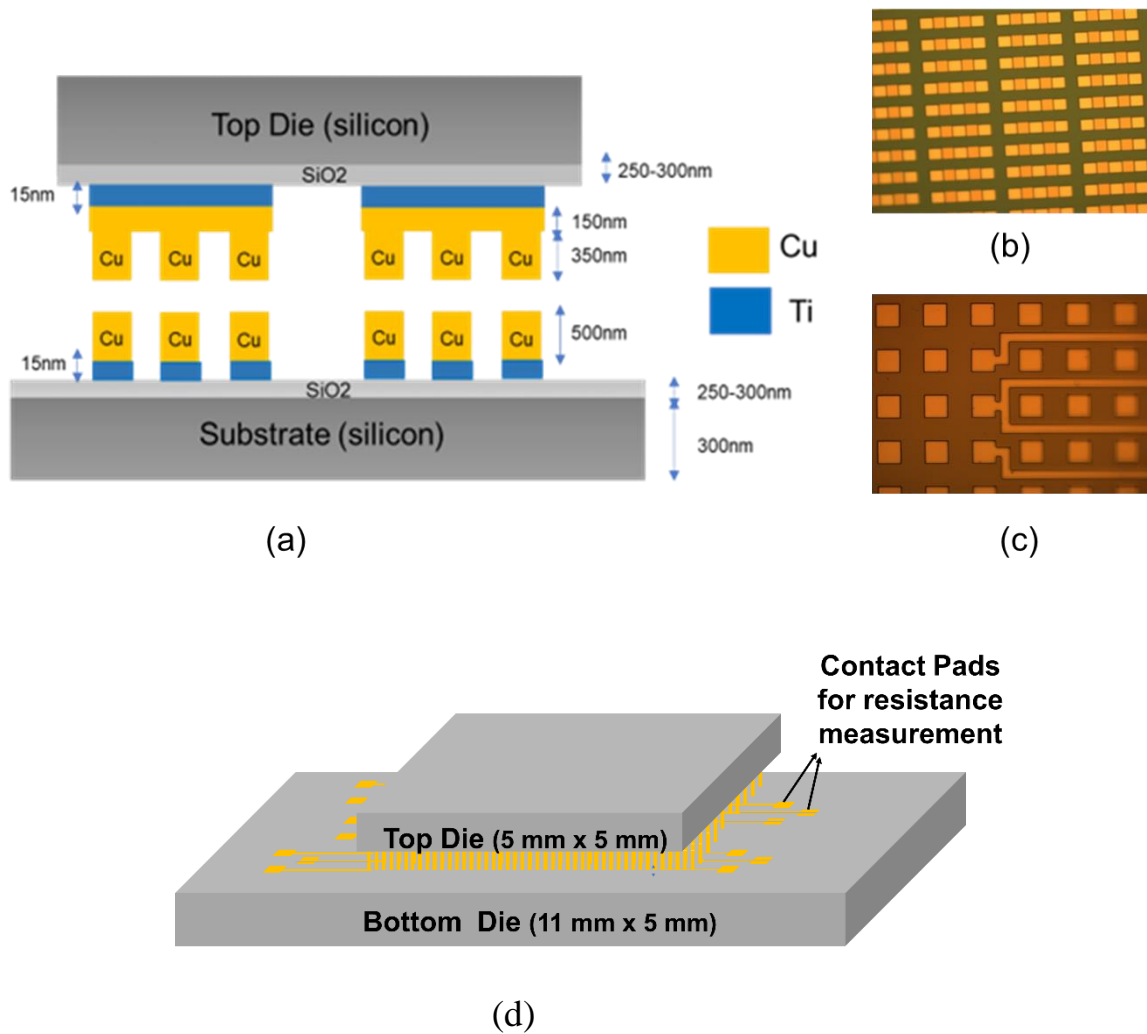 Top Die (silicon)
SiO2
250-300nm
15nm
150nm
350nm
Cu Cu Cu Cu Cu Cu
Cu
Ti
Cu Cu Cu Cu Cu Cu
500nm
15nm
SiO2
250-300nm
Substrate (silicon)
300nm
(a)
(b)
(c)
Contact Pads
for resistance
measurement
Top Die (5 mm x 5 mm)
Bottom Die (11 mm x 5 mm)
(d)